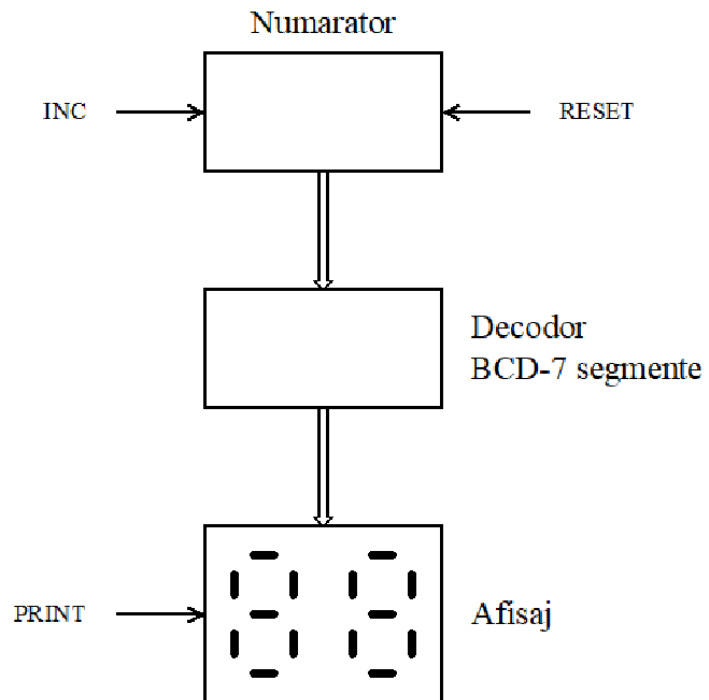 Numarator
INC
RESET
Decodor
BCD-7 segmente
PRINT
Afisaj